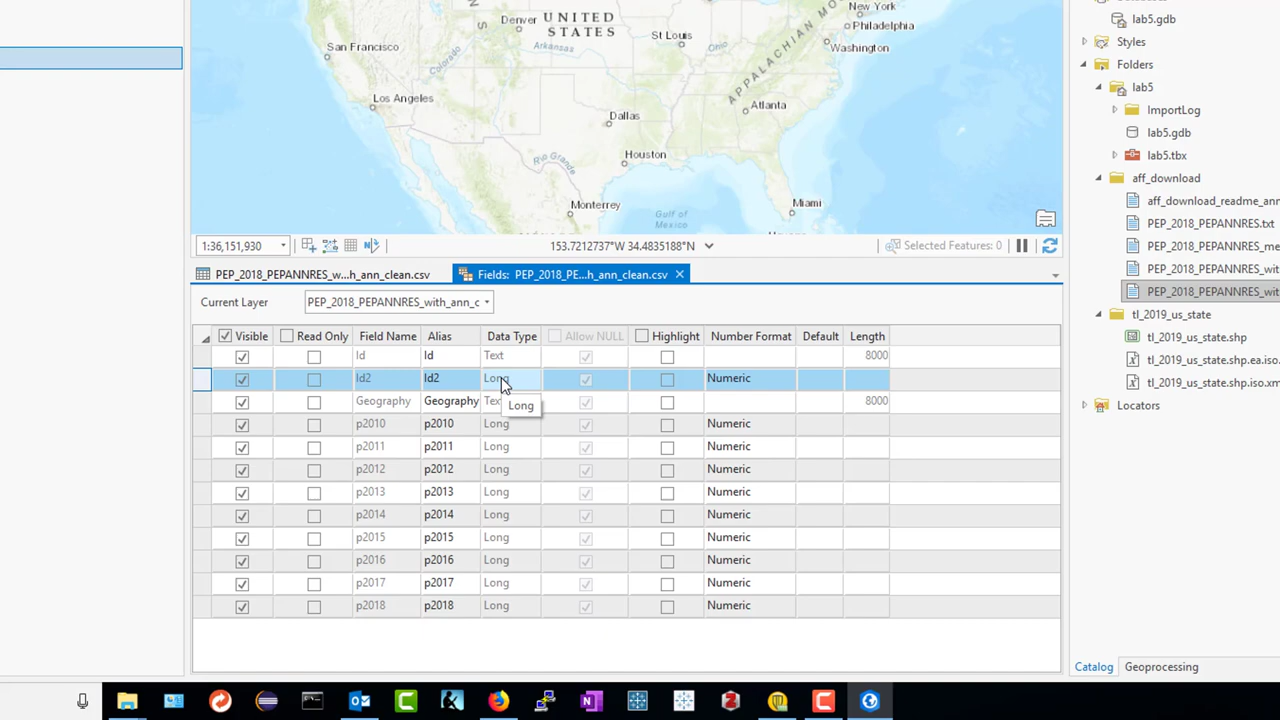 New York
Philadelphia
Denver
UNITED
STATES
St Louis
Ohio
Washington
San Francisco
Arkansas
Colorado
APPALACHIAN MO
Los Angeles
Atlanta
Dallas
Houston
Rio Grande
Miami
Monterrey
Gulf of
Mexico
1:36,151,930
153.7212737°W 34.4835188°N
Selected Features: 0
lab5.gdb
Styles
Folders
lab5
ImportLog
lab5.gdb
lab5.tbx
aff_download
aff_download_readme_ann
PEP_2018_PEPANNRES.txt
PEP_2018_PEPANNRES_me
PEP_2018_PEPANNRES_wit
PEP_2018_PEPANNRES_wit
tl_2019_us_state
tl_2019_us_state.shp
tl_2019_us_state.shp.ea.iso
tl_2019_us_state.shp.iso.xm
Locators
PEP_2018_PEPANNRES_w...h_ann_clean.csv
Fields: PEP_2018_PE...h_ann_clean.csv
Current Layer PEP_2018_PEPANNRES_with_ann_c
Visible Read Only Field Name Alias Data Type Allow NULL Highlight Number Format Default Length
Id Id Text 8000
Id2 Id2 Long Numeric
Geography Geography Tex 8000
Long
p2010 p2010 Long Numeric
p2011 p2011 Long Numeric
p2012 p2012 Long Numeric
p2013 p2013 Long Numeric
p2014 p2014 Long Numeric
p2015 p2015 Long Numeric
p2016 p2016 Long Numeric
p2017 p2017 Long Numeric
p2018 p2018 Long Numeric
Catalog Geoprocessing